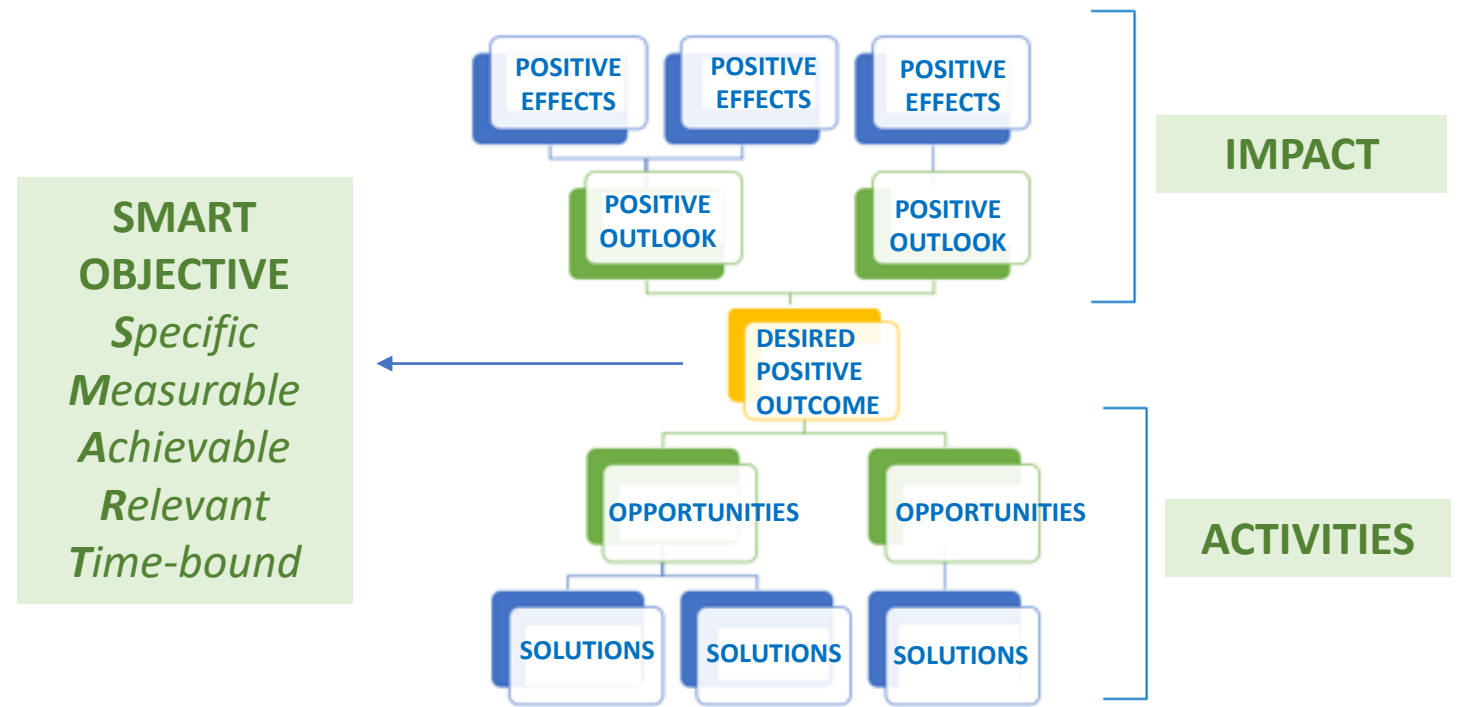 POSITIVE
EFFECTS
POSITIVE
EFFECTS
POSITIVE
EFFECTS
IMPACT
POSITIVE
OUTLOOK
POSITIVE
OUTLOOK
SMART
OBJECTIVE
Specific
Measurable
Achievable
Relevant
Time-bound
DESIRED
POSITIVE
OUTCOME
OPPORTUNITIES
OPPORTUNITIES
ACTIVITIES
SOLUTIONS
SOLUTIONS
SOLUTIONS